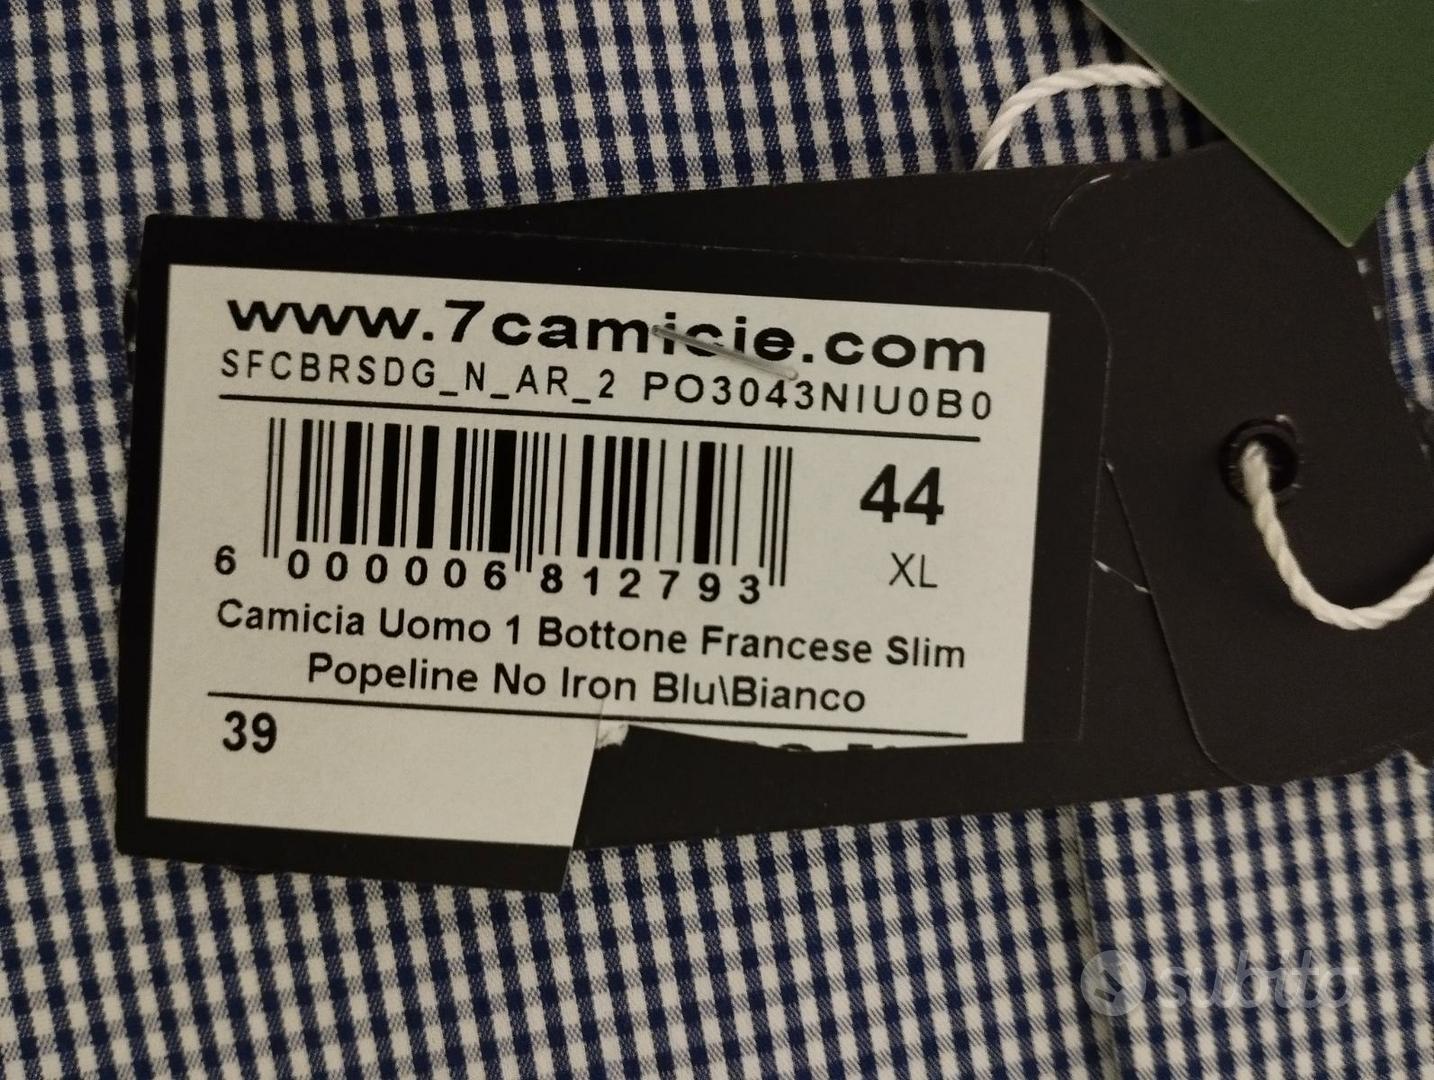 www.7camicie.com
SFCBRSDG_N_AR_2 PO3043NIU0B0
44
XL
6 000006 812793
Camicia Uomo 1 Bottone Francese Slim
Popeline No Iron Blu\Bianco
39
subito